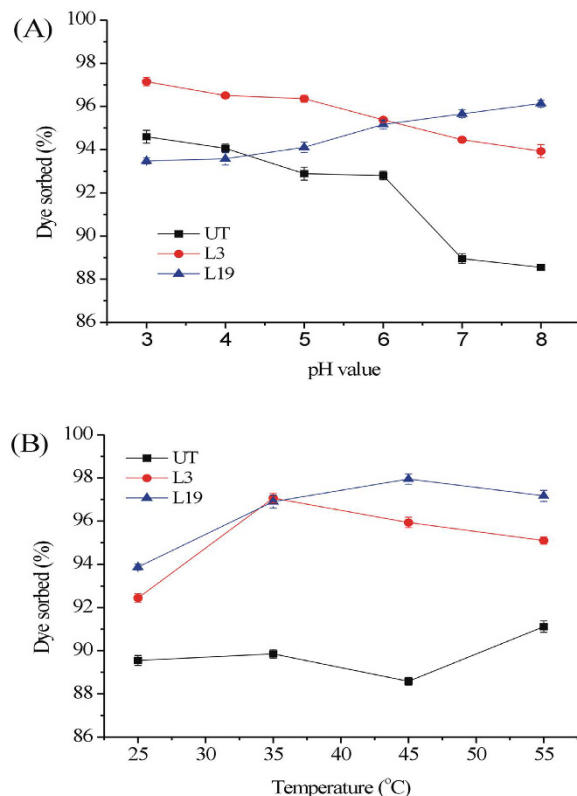 (A)
100
98
96
94
92
90
88
86
Dye sorbed (%)
UT
L3
L19
3 4 5 6 7 8
pH value
(B)
100
98
96
94
92
90
88
86
Dye sorbed (%)
UT
L3
L19
25 30 35 40 45 50 55
Temperature (°C)